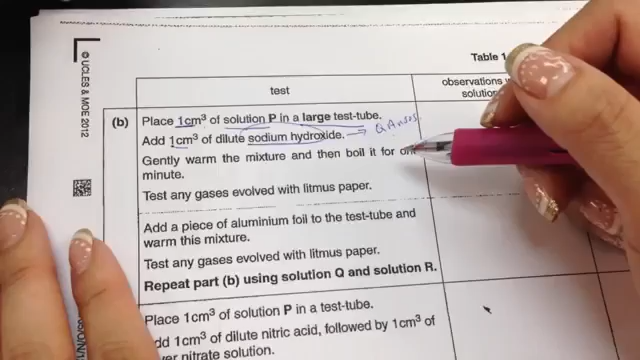 © UCLES & MOE 2012
Table 1
test
observations
solution
(b)
Place 1cm³ of solution P in a large test-tube.
Add 1cm³ of dilute sodium hydroxide. →
Gently warm the mixture and then boil it for
minute.
Test any gases evolved with litmus paper.
Add a piece of aluminium foil to the test-tube and
warm this mixture.
Test any gases evolved with litmus paper.
Repeat part (b) using solution Q and solution R.
Place 1cm³ of solution P in a test-tube.
1cm³ of dilute nitric acid, followed by 1cm³ of
nitrate solution.